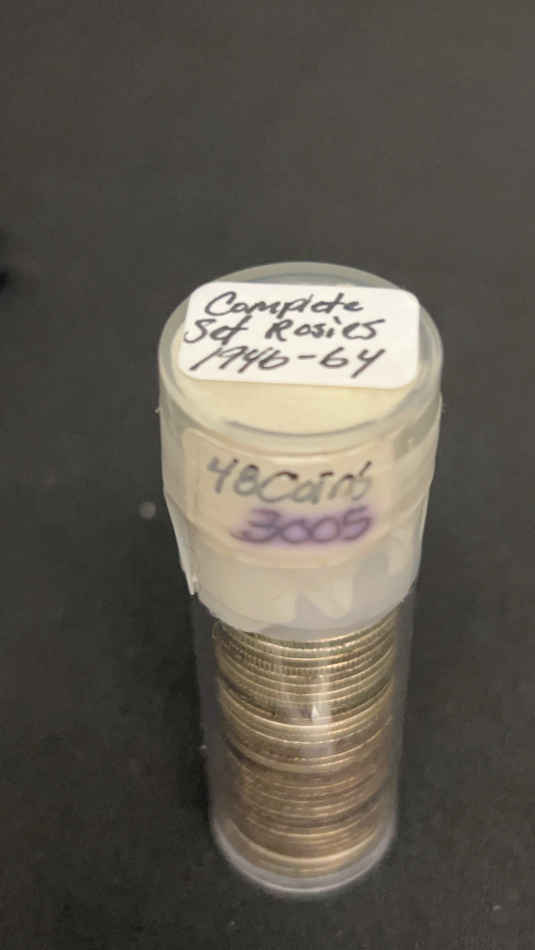 Complete
Set Rosies
1946-64
48 Coins
3005